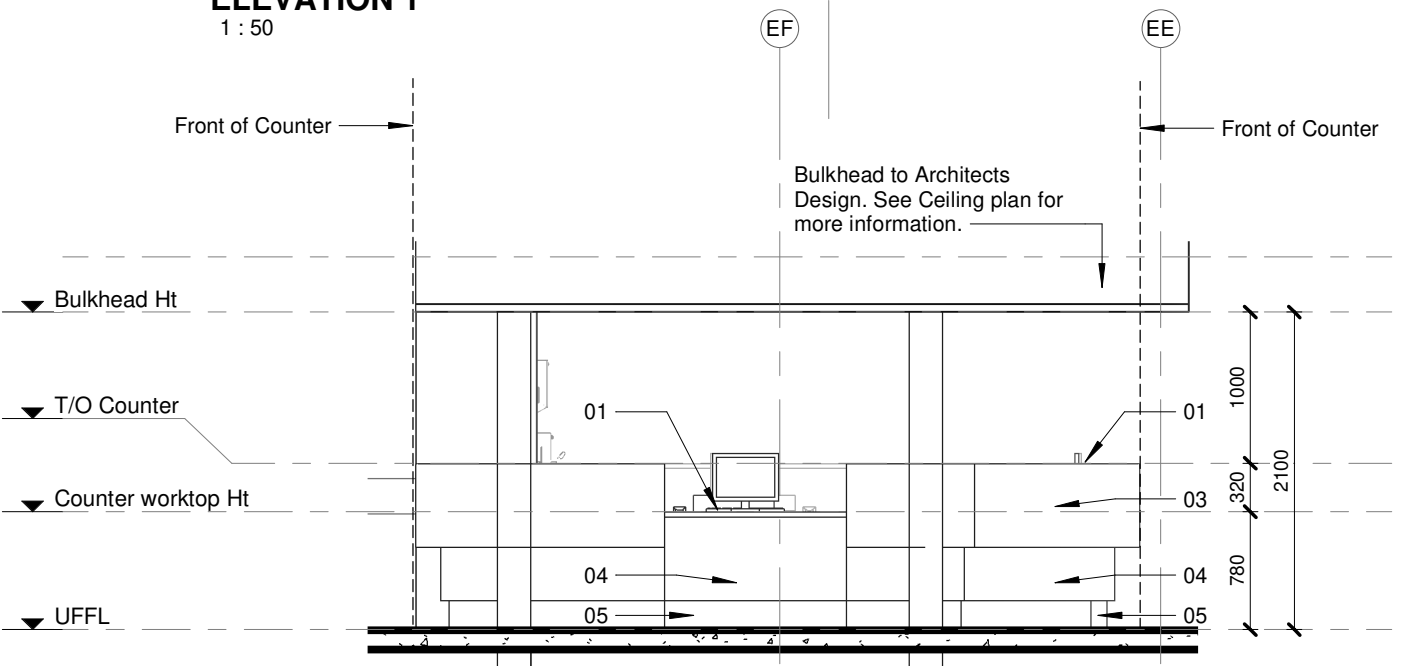 ELEVATION 1
1 : 50
EF
EE
Front of Counter
Front of Counter
Bulkhead to Architects
Design. See Ceiling plan for
more information.
Bulkhead Ht
T/O Counter
01
01
1000
2100
Counter worktop Ht
03
320
04
04
780
UFFL
05
05